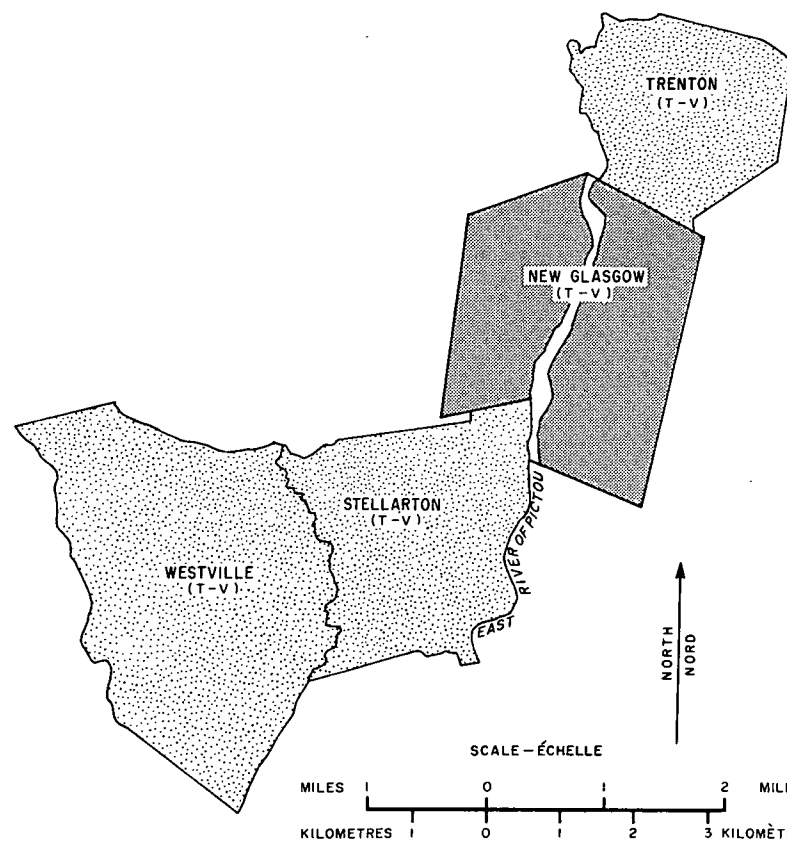 TRENTON
(T-V)
NEW GLASGOW
(T-V)
STELLARTON
(T-V)
WESTVILLE
(T-V)
EAST RIVER OF PICTOU
NORTH
NORD
SCALE-ÉCHELLE
MILES 1 0 1 2 MIL
KILOMETRES 1 0 1 2 3 KILOMÈT